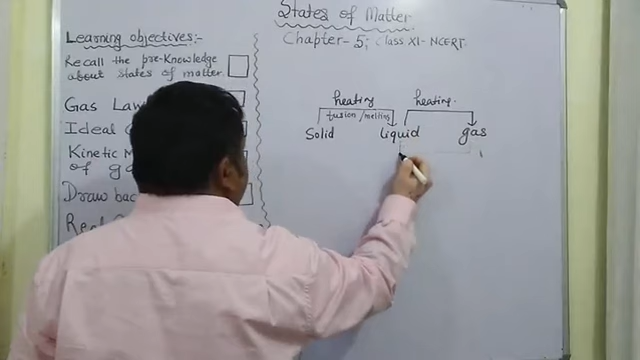 States of Matter
Chapter-5; Class XI- NCERT.
Learning objectives:-
Recall the pre-Knowledge
about states of matter.
Gas Law
Ideal
Kinetic M
of ga
Draw bac
Real
heating
fusion/melting
heating.
Solid
liquid
gas